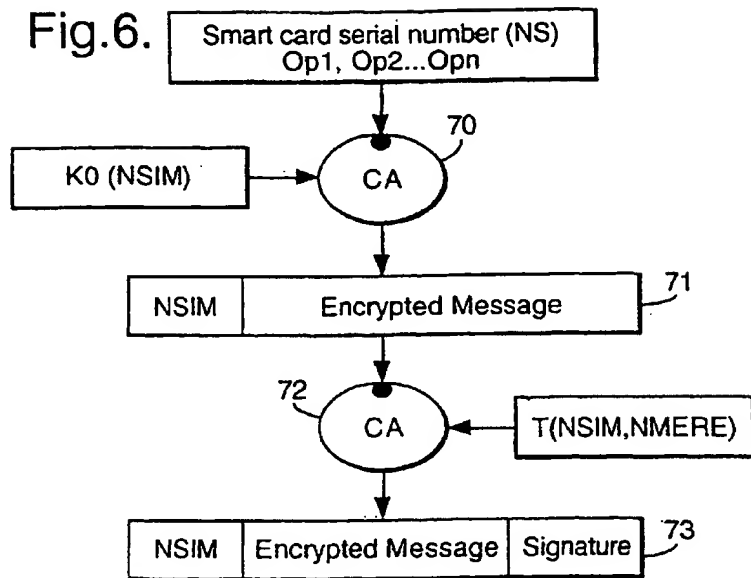 Fig.6.
Smart card serial number (NS)
Op1, Op2...Opn
70
K0 (NSIM)
CA
NSIM
Encrypted Message
71
72
CA
T(NSIM,NMERE)
NSIM
Encrypted Message
Signature
73